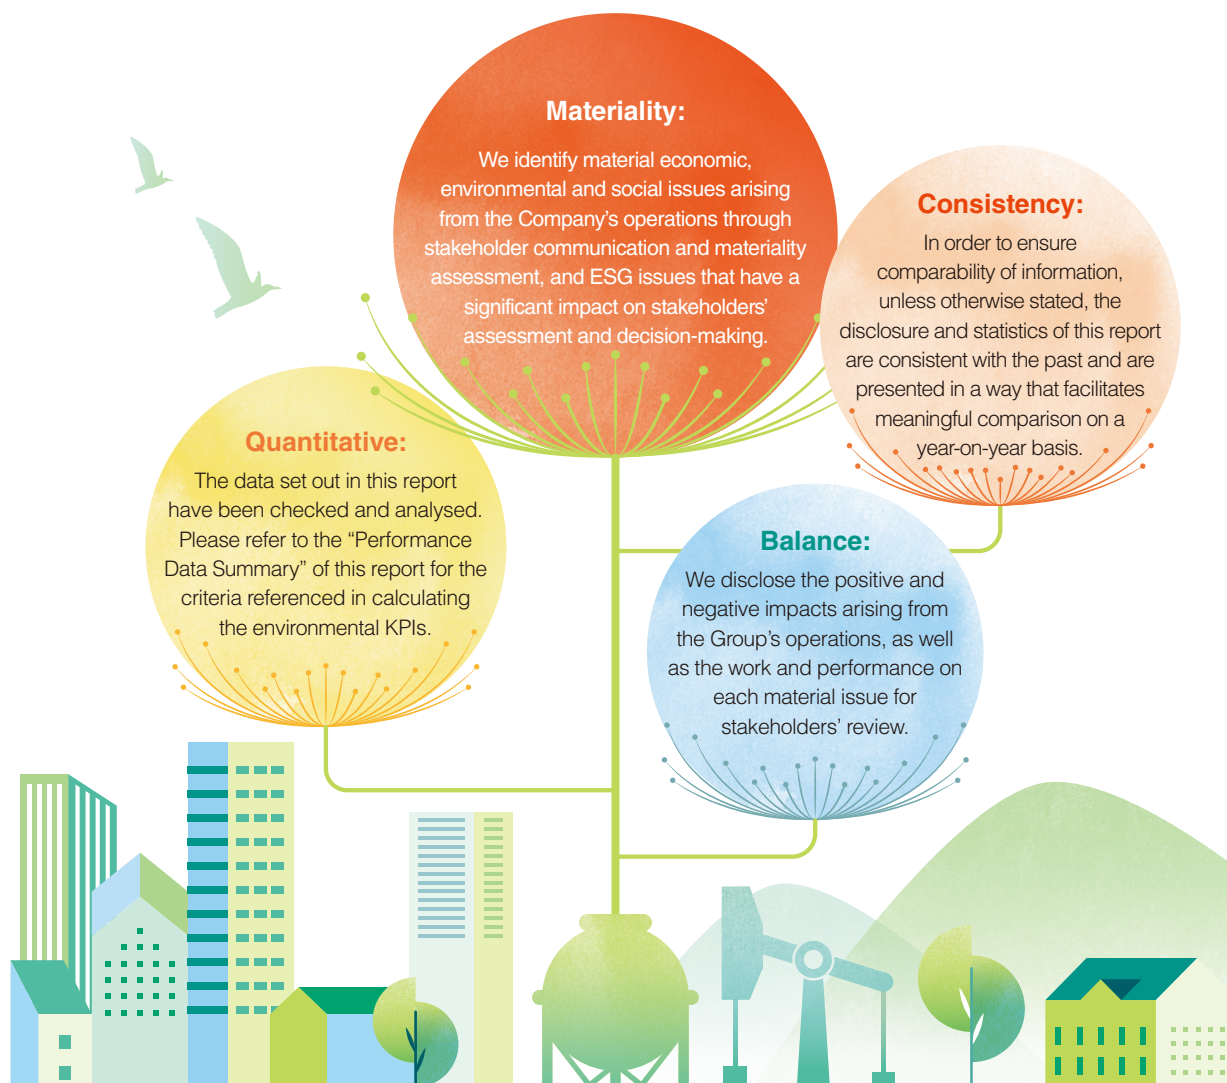 Materiality:
We identify material economic,
environmental and social issues arising
from the Company's operations through
stakeholder communication and materiality
assessment, and ESG issues that have a
significant impact on stakeholders'
assessment and decision-making.
Consistency:
In order to ensure
comparability of information,
unless otherwise stated, the
disclosure and statistics of this report
are consistent with the past and are
presented in a way that facilitates
meaningful comparison on a
year-on-year basis.
Quantitative:
The data set out in this report
have been checked and analysed.
Please refer to the “Performance
Data Summary” of this report for the
criteria referenced in calculating
the environmental KPIs.
Balance:
We disclose the positive and
negative impacts arising from
the Group's operations, as well
as the work and performance on
each material issue for
stakeholders' review.